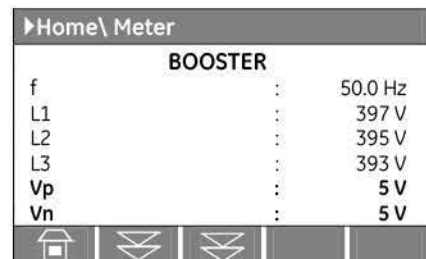 ▶Home\ Meter
BOOSTER
f : 50.0 Hz
L1 : 397 V
L2 : 395 V
L3 : 393 V
Vp : 5 V
Vn : 5 V